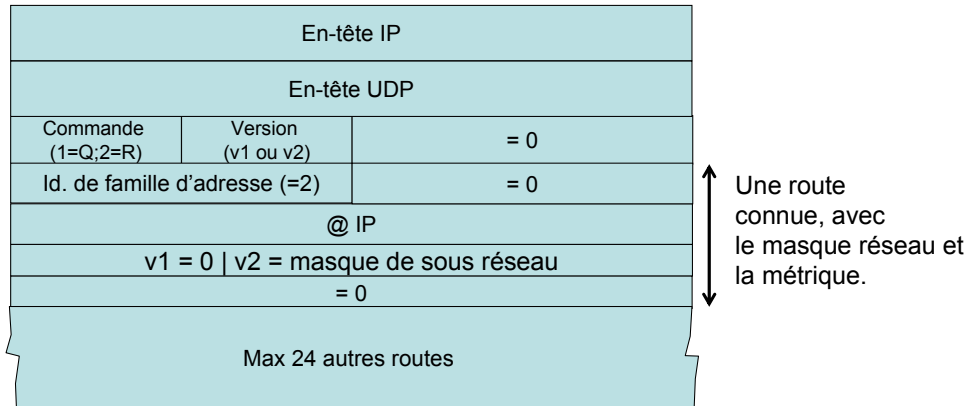 En-tête IP
En-tête UDP
Commande
(1=Q;2=R)
Version
(v1 ou v2)
= 0
Id. de famille d'adresse (=2)
= 0
@ IP
v1 = 0 | v2 = masque de sous réseau
= 0
Max 24 autres routes
Une route
connue, avec
le masque réseau et
la métrique.